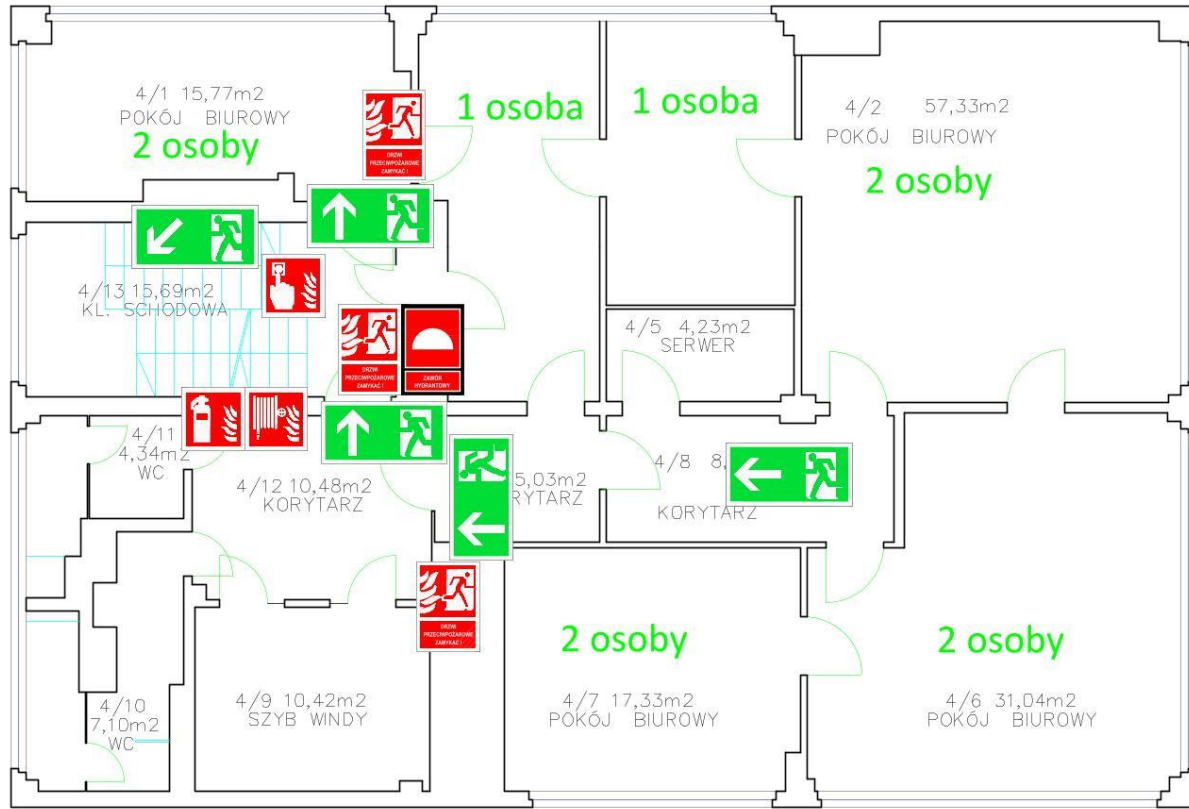 4/1 15,77m2
POKÓJ BIUROWY
2 osoby
DRZWI
PRZECIWPOŻAROWE
ZAMYKAĆ !
1 osoba
1 osoba
4/2 57,33m2
POKÓJ BIUROWY
2 osoby
4/13 15,69m2
KL. SCHODOWA
DRZWI
PRZECIWPOŻAROWE
ZAMYKAĆ !
ZAWÓR
HYDRANTOWY
4/5 4,23m2
SERWER
4/11
4,34m2
WC
4/12 10,48m2
KORYTARZ
5,03m2
RYTARZ
4/8 8,
KORYTARZ
DRZWI
PRZECIWPOŻAROWE
ZAMYKAĆ !
2 osoby
2 osoby
4/10
7,10m2
WC
4/9 10,42m2
SZYB WINDY
4/7 17,33m2
POKÓJ BIUROWY
4/6 31,04m2
POKÓJ BIUROWY